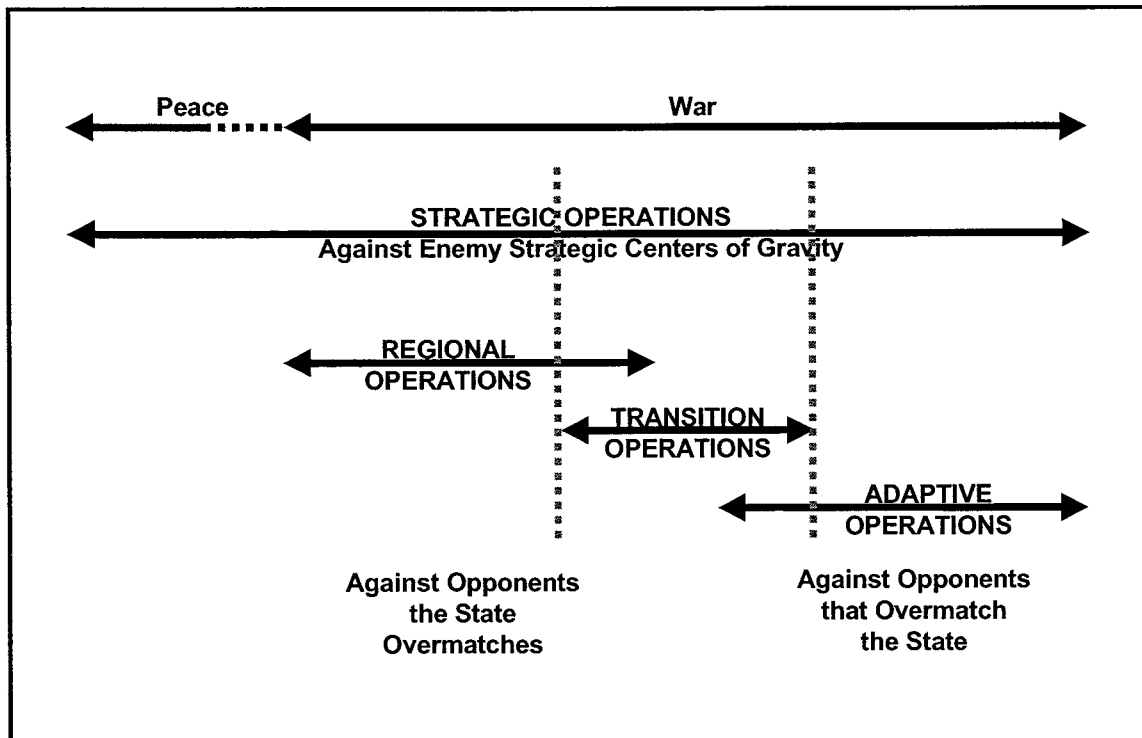 Peace
War
STRATEGIC OPERATIONS
Against Enemy Strategic Centers of Gravity
REGIONAL
OPERATIONS
TRANSITION
OPERATIONS
ADAPTIVE
OPERATIONS
Against Opponents
the State
Overmatches
Against Opponents
that Overmatch
the State